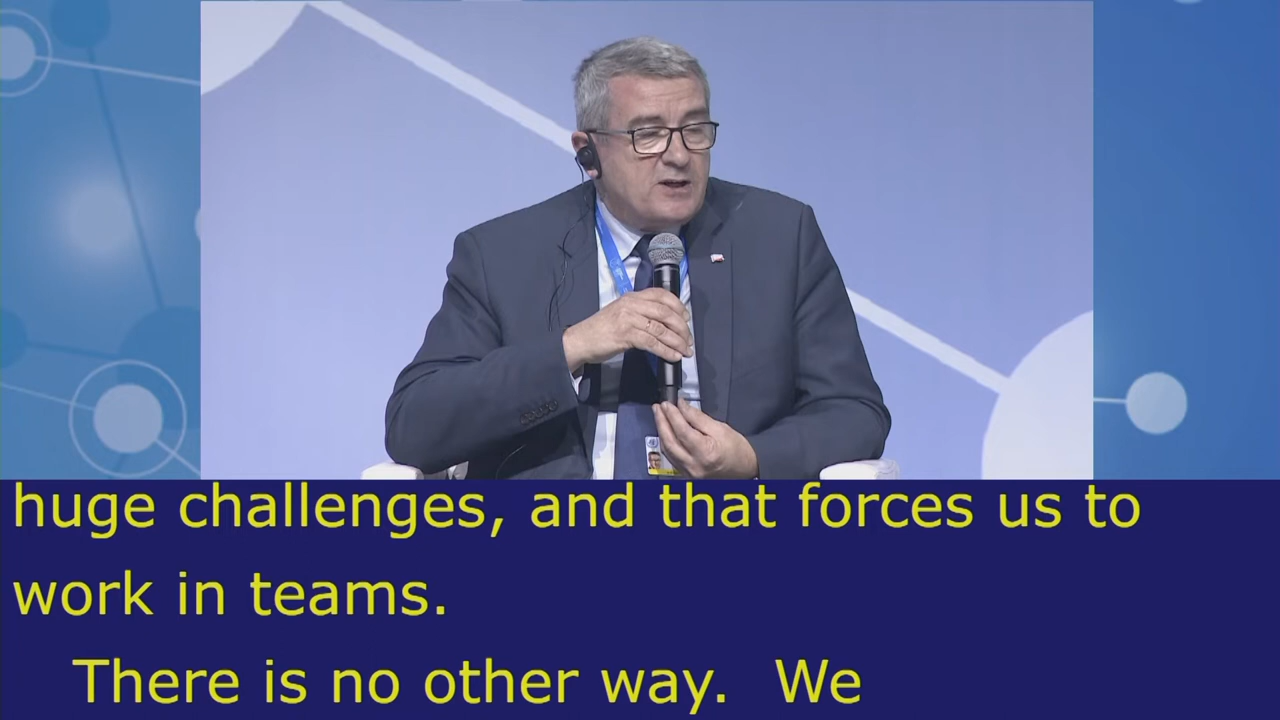 huge challenges, and that forces us to
work in teams.
There is no other way. We